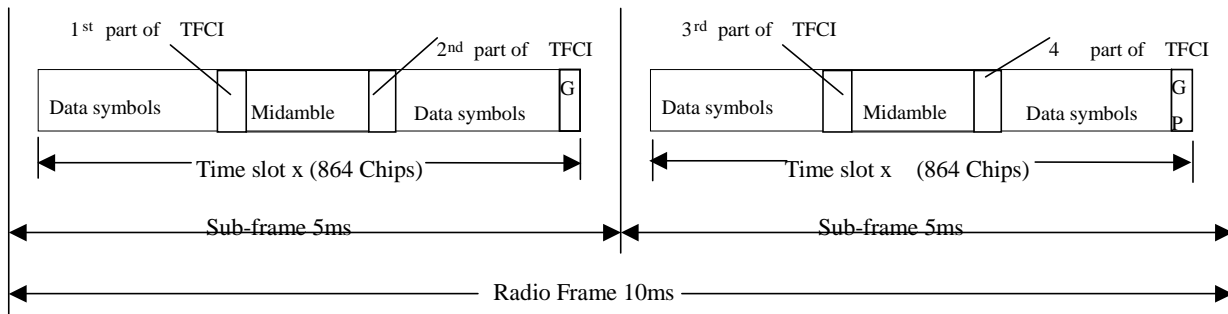 1st part of TFCI
2nd part of TFCI
3rd part of TFCI
4 part of TFCI
Data symbols Midamble Data symbols G
Data symbols Midamble Data symbols G P
Time slot x (864 Chips)
Time slot x (864 Chips)
Sub-frame 5ms
Sub-frame 5ms
Radio Frame 10ms